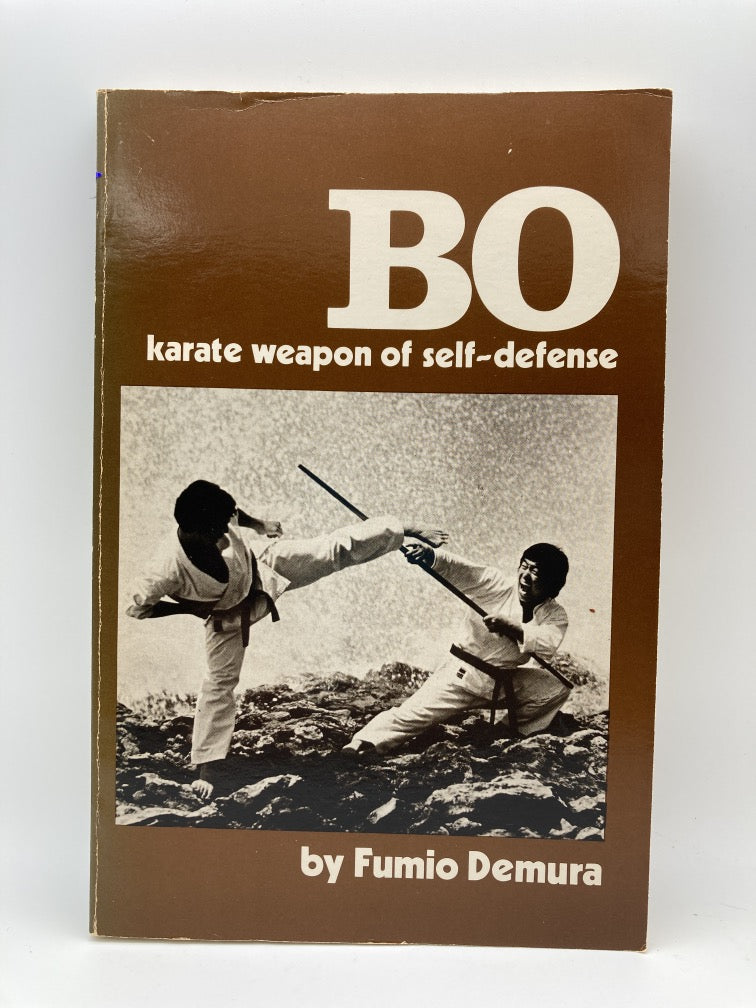 BO
karate weapon of self-defense
by Fumio Demura